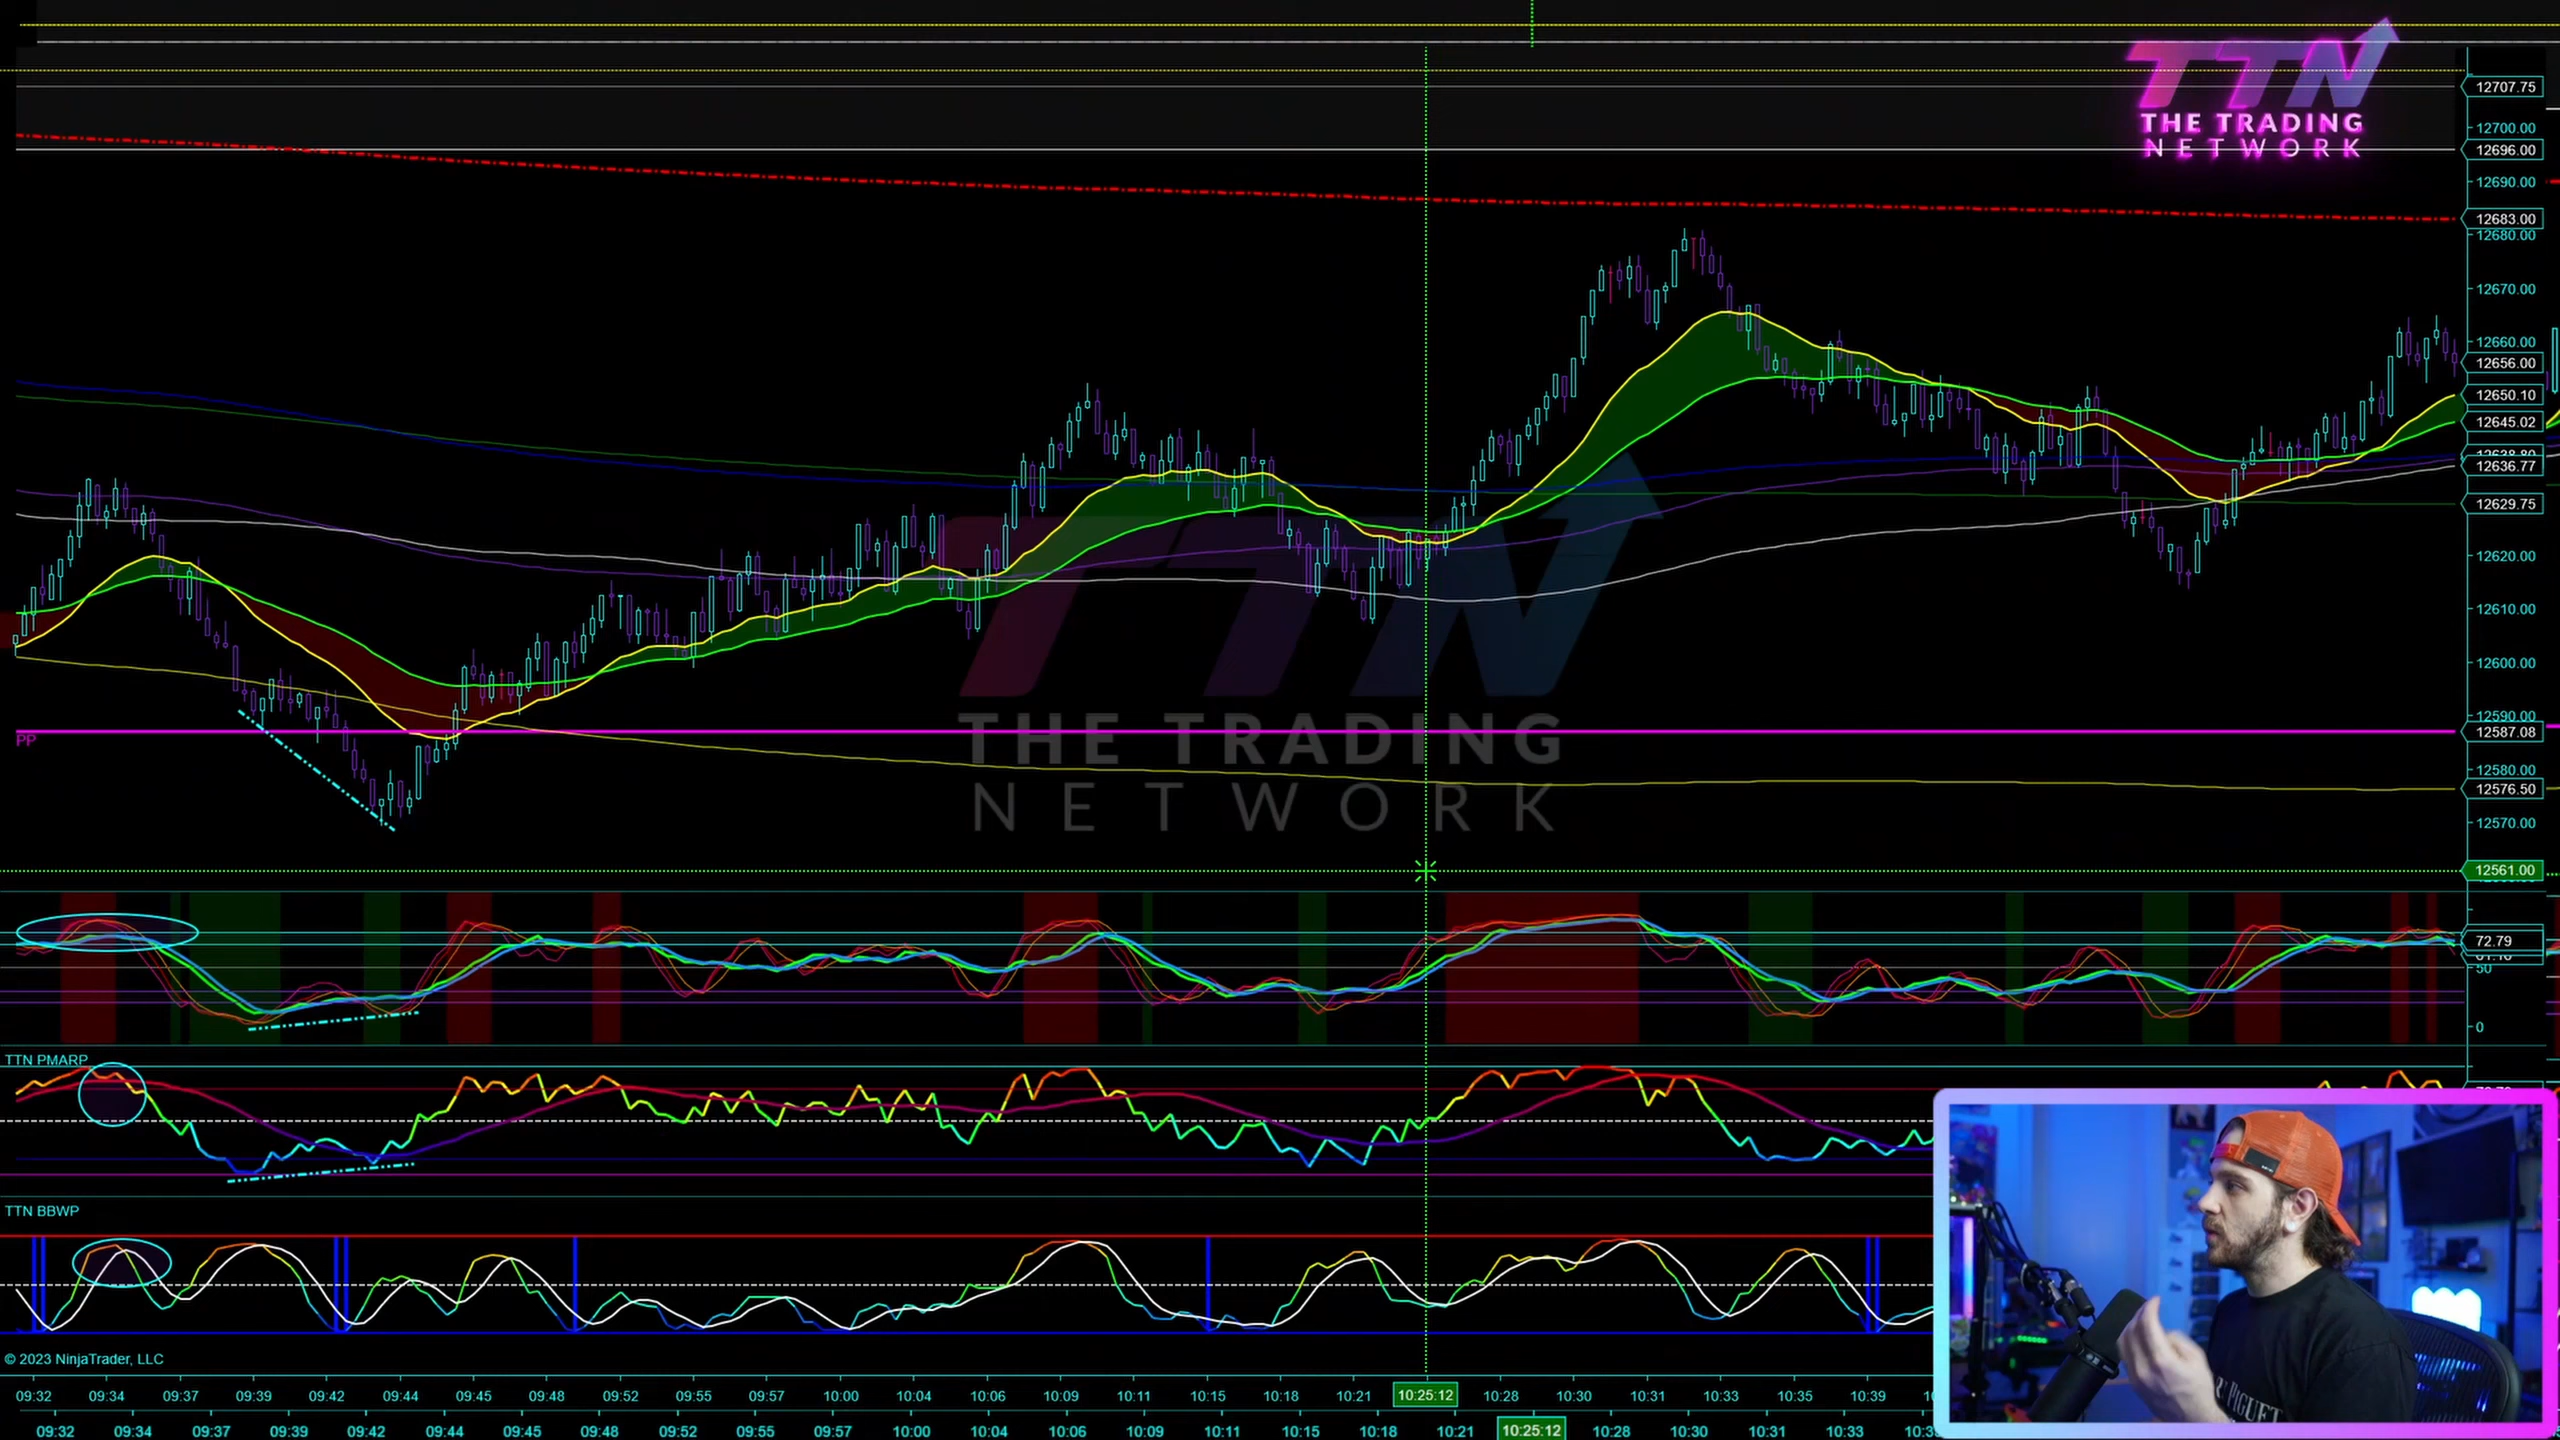 TTN
THE TRADING
NETWORK
12707.75
12700.00
12696.00
12690.00
12683.00
12680.00
12670.00
12660.00
12656.00
12650.10
12645.02
12636.77
12629.75
12620.00
12610.00
12600.00
12590.00
12587.08
12580.00
12576.50
12570.00
12561.00
PP
TTN
THE TRADING
NETWORK
72.79
50
0
TTN PMARP
TTN BBWP
© 2023 NinjaTrader, LLC
09:32 09:34 09:37 09:39 09:42 09:44 09:45 09:48 09:52 09:55 09:57 10:00 10:04 10:06 10:09 10:11 10:15 10:18 10:21 10:25:12 10:28 10:30 10:31 10:33 10:35 10:39
09:32 09:34 09:37 09:39 09:42 09:44 09:45 09:48 09:52 09:55 09:57 10:00 10:04 10:06 10:09 10:11 10:15 10:18 10:21 10:25:12 10:28 10:30 10:31 10:33